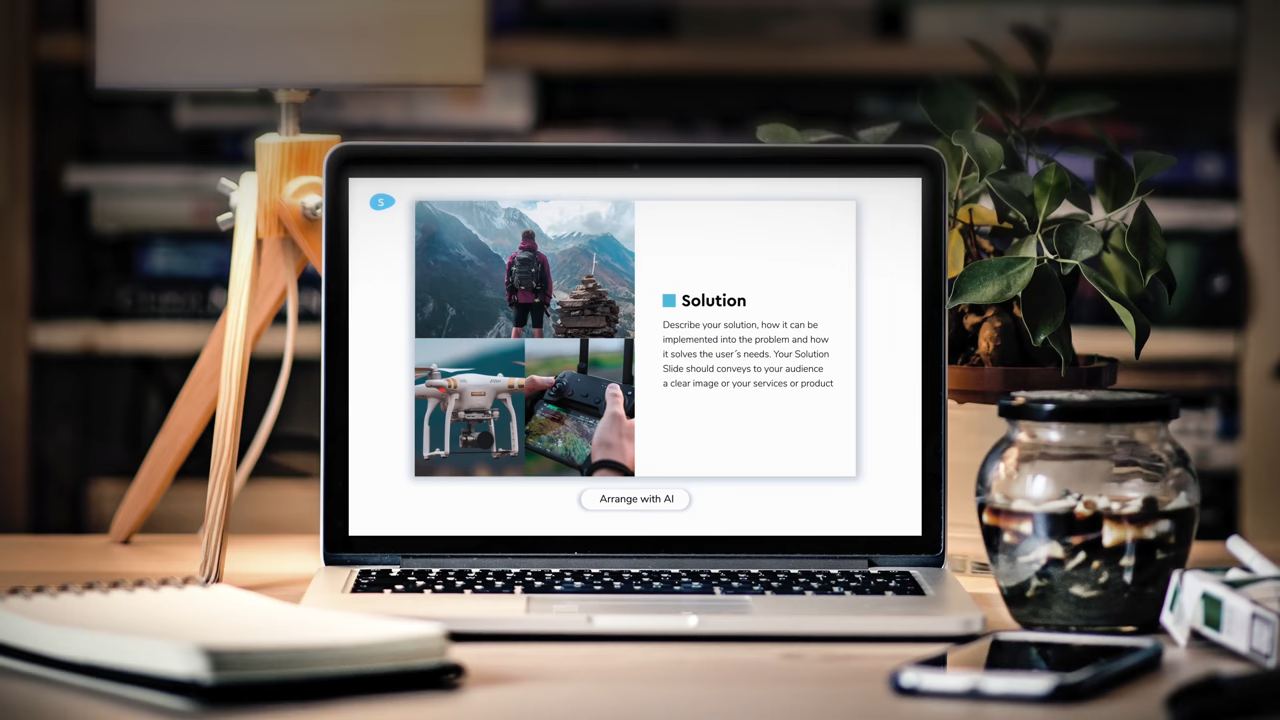 S
Solution
Describe your solution, how it can be
implemented into the problem and how
it solves the user´s needs. Your Solution
Slide should conveys to your audience
a clear image or your services or product
Arrange with AI